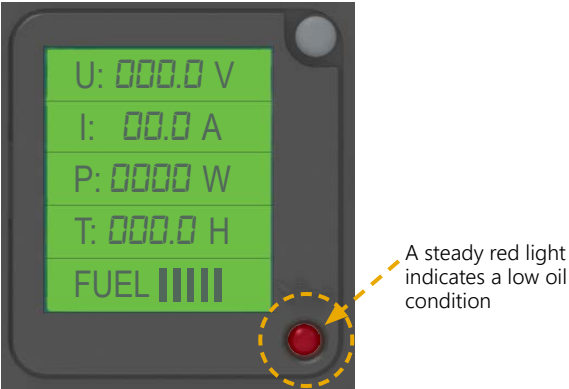 U: 000.0 V
I: 00.0 A
P: 0000 W
T: 000.0 H
FUEL
A steady red light
indicates a low oil
condition